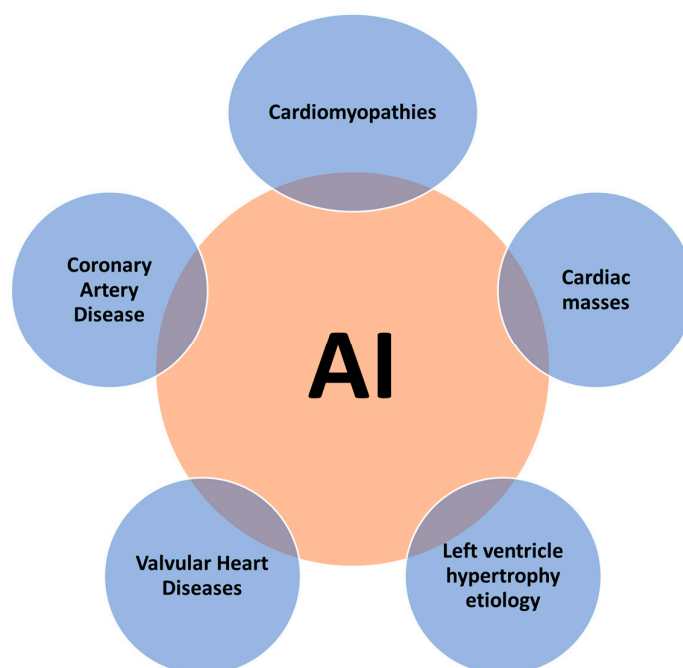 Cardiomyopathies
Coronary
Artery
Disease
Cardiac
masses
AI
Valvular Heart
Diseases
Left ventricle
hypertrophy
etiology